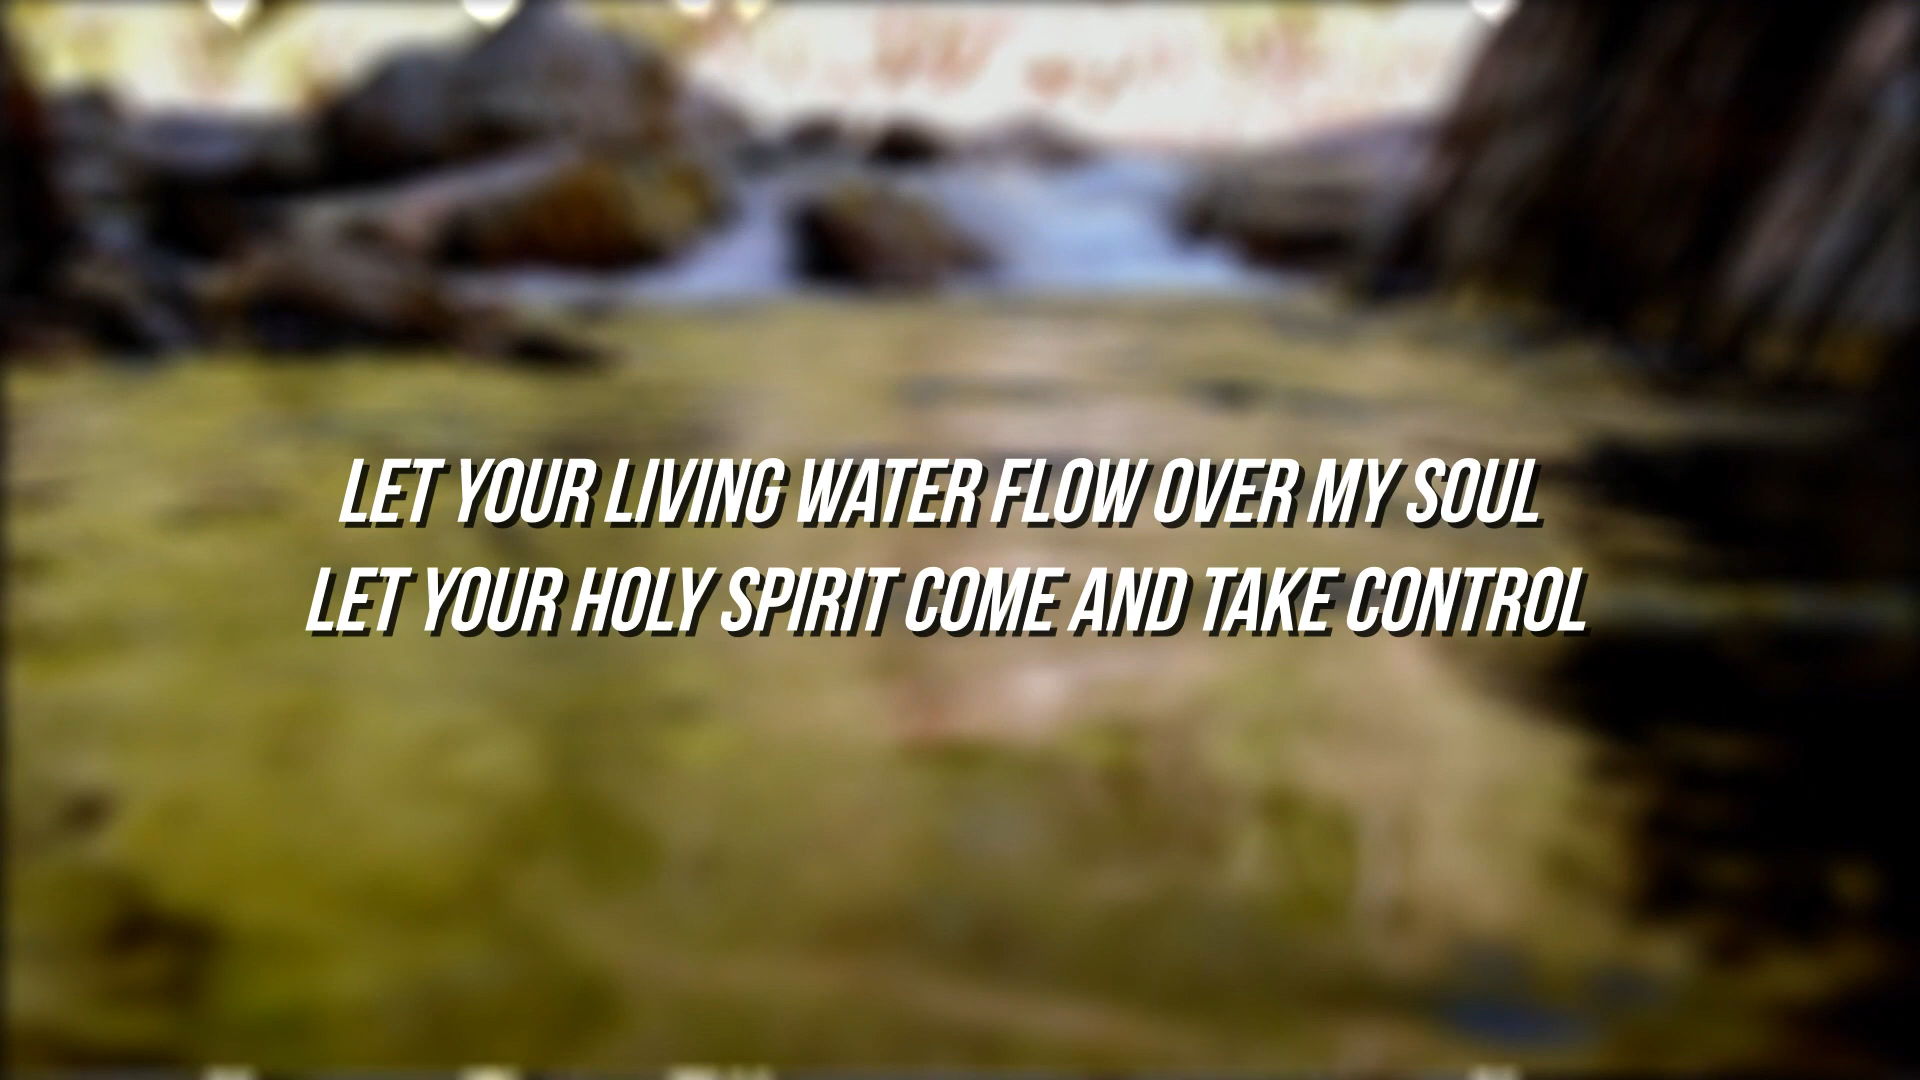 LET YOUR LIVING WATER FLOW OVER MY SOUL
LET YOUR HOLY SPIRIT COME AND TAKE CONTROL